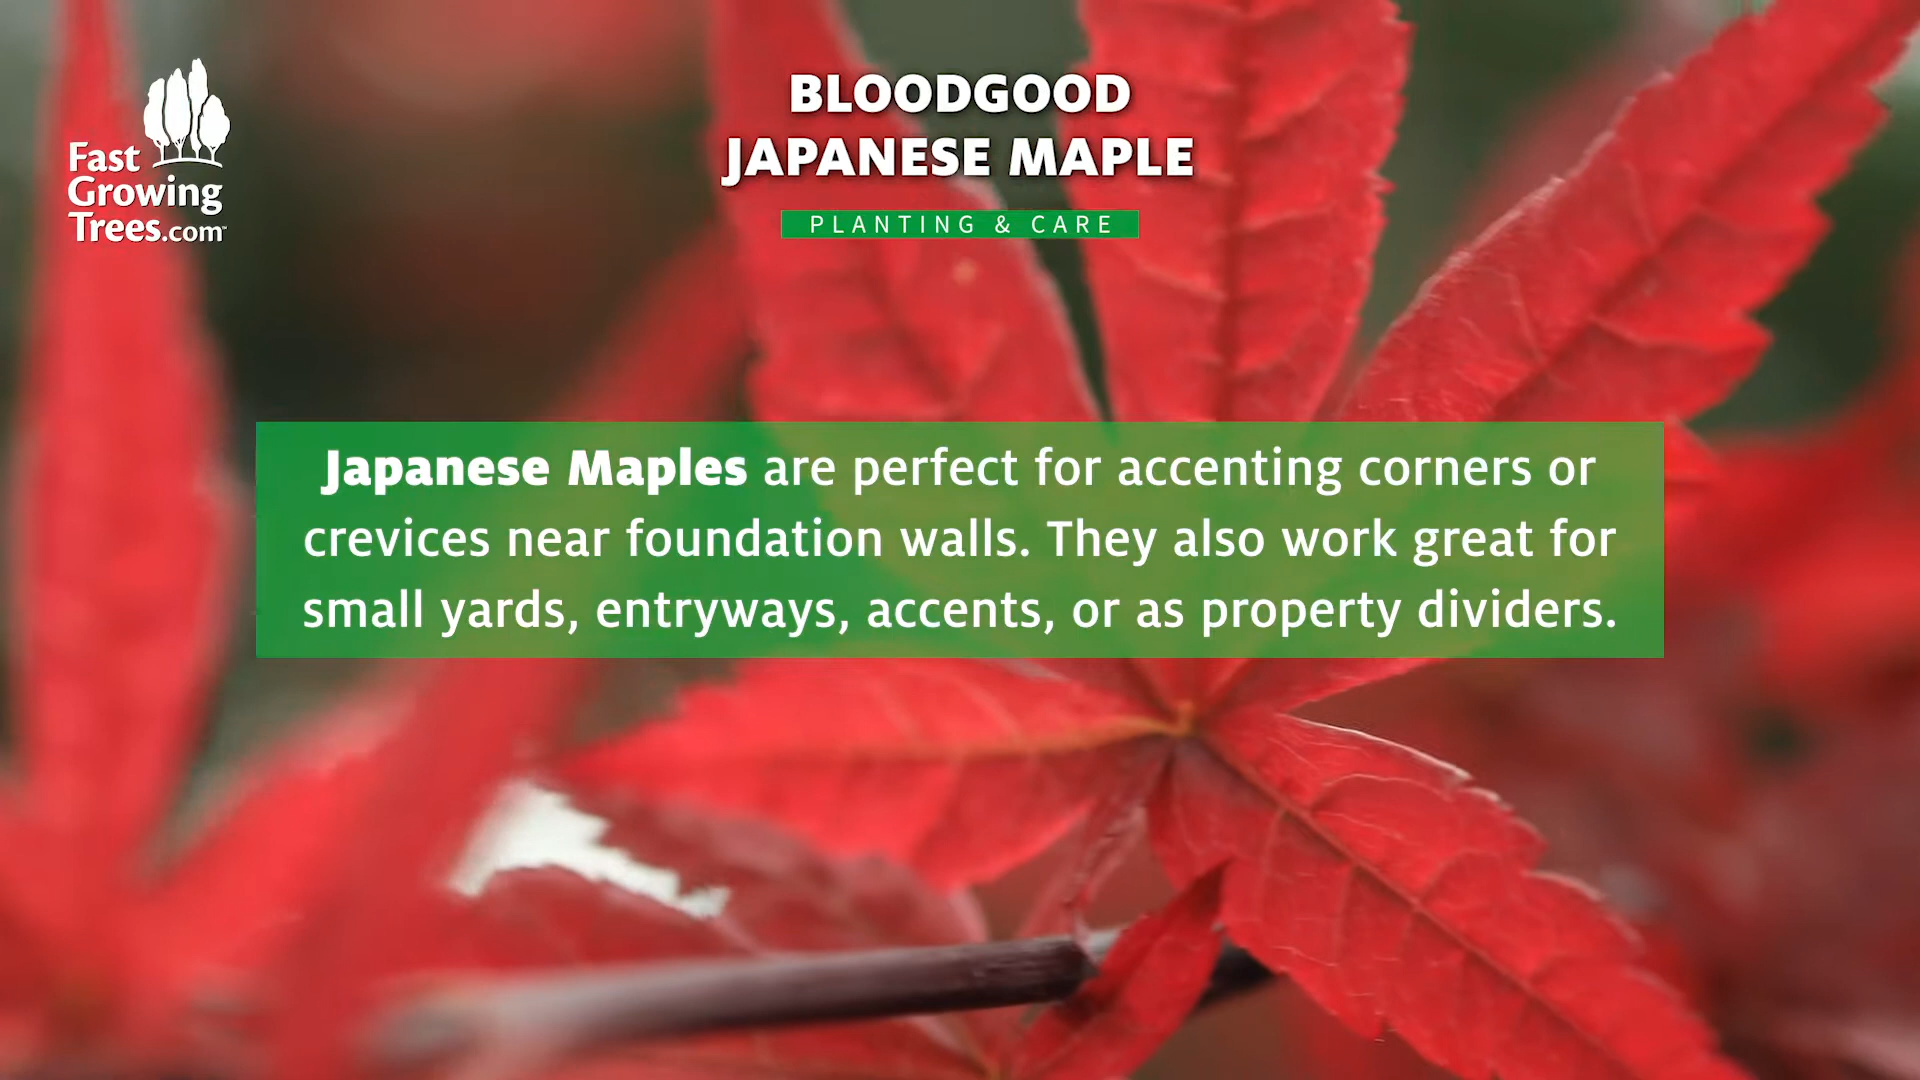 Fast
Growing
Trees.com™
BLOODGOOD
JAPANESE MAPLE
PLANTING & CARE
Japanese Maples are perfect for accenting corners or
crevices near foundation walls. They also work great for
small yards, entryways, accents, or as property dividers.